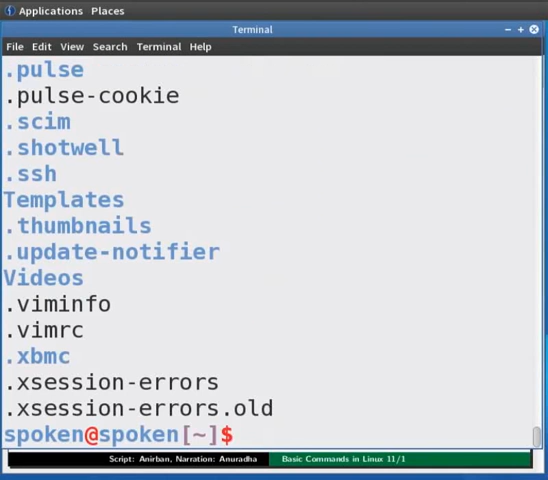 Applications Places
Terminal
File Edit View Search Terminal Help
.pulse
.pulse-cookie
.scim
.shotwell
.ssh
Templates
.thumbnails
.update-notifier
Videos
.viminfo
.vimrc
.xbmc
.xsession-errors
.xsession-errors.old
spoken@spoken[~]$
Script: Anirban, Narration: Anuradha Basic Commands in Linux 11/1